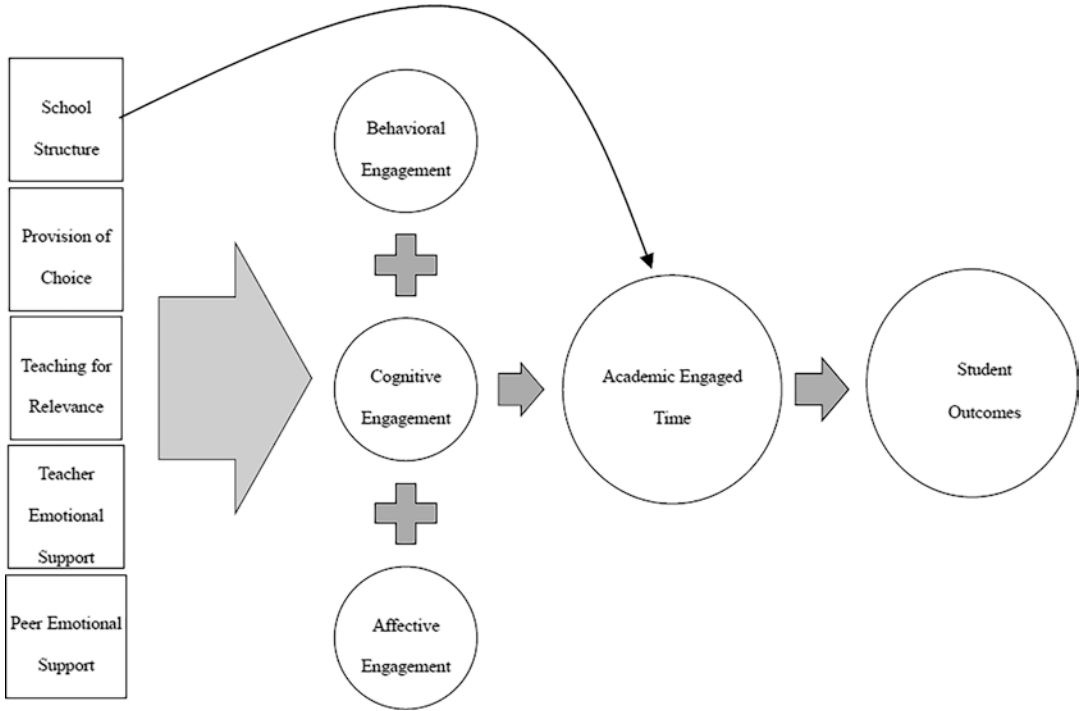 School
Structure
Provision of
Choice
Teaching for
Relevance
Teacher
Emotional
Support
Peer Emotional
Support
Behavioral
Engagement
Cognitive
Engagement
Affective
Engagement
Academic Engaged
Time
Student
Outcomes